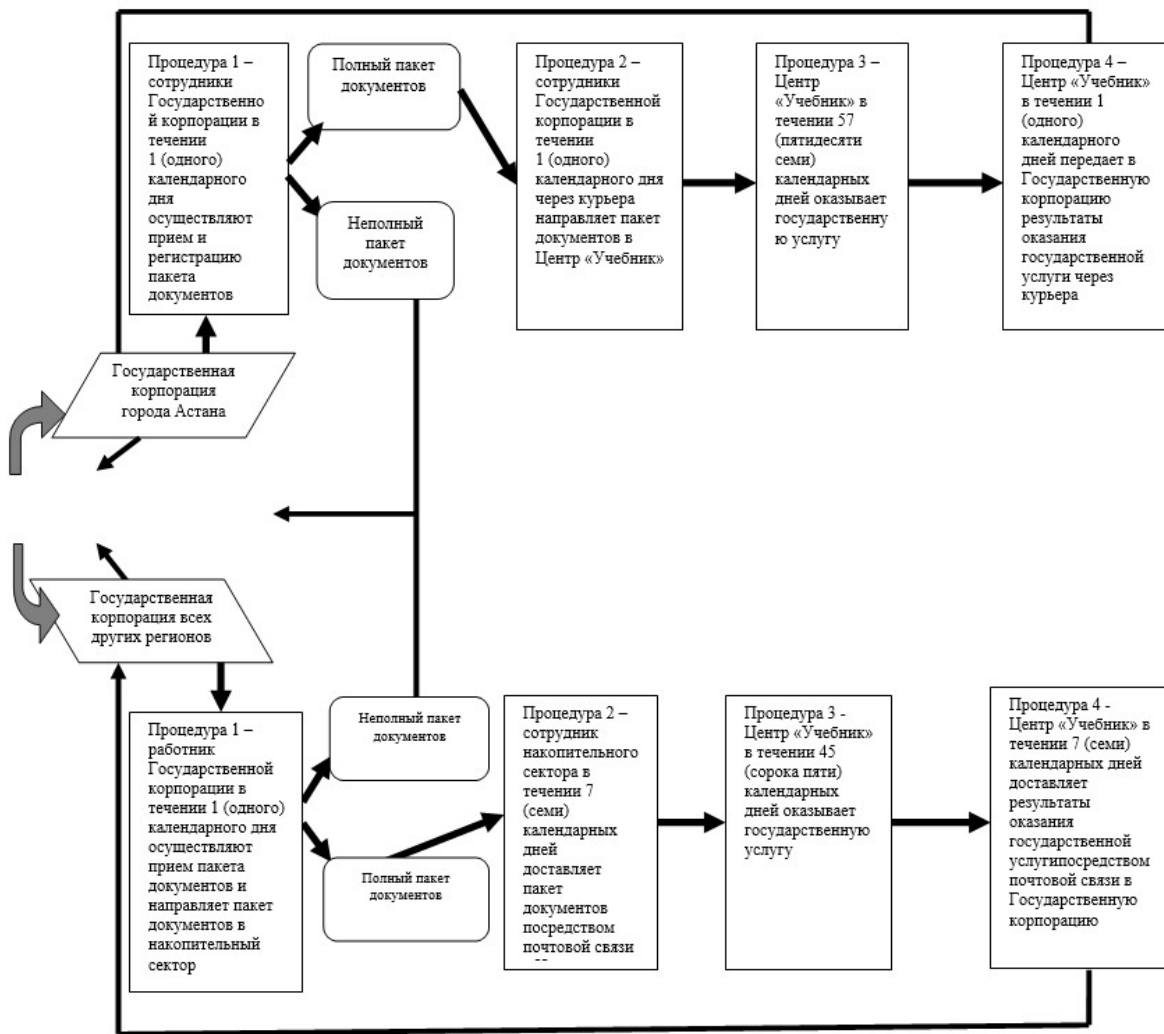 Процедура 1 –
сотрудники
Государственно
й корпорации в
течении
1 (одного)
календарного
дня
осуществляют
прием и
регистрацию
пакета
документов
Полный пакет
документов
Неполный
пакет
документов
Процедура 2 –
сотрудники
Государственной
корпорации в
течении
1 (одного)
календарного дня
через курьера
направляет пакет
документов в
Центр «Учебник»
Процедура 3 –
Центр
«Учебник» в
течении 57
(пятидесяти
семи)
календарных
дней оказывает
государственну
ю услугу
Процедура 4 –
Центр «Учебник»
в течении 1
(одного)
календарного
дней передает в
Государственную
корпорацию
результаты
оказания
государственной
услуги через
курьера
Государственная
корпорация
города Астана
Государственная
корпорация всех
других регионов
Процедура 1 –
работник
Государственной
корпорации в
течении 1 (одного)
календарного дня
осуществляют
прием пакета
документов и
направляет пакет
документов в
накопительный
сектор
Неполный пакет
документов
Полный пакет
документов
Процедура 2 –
сотрудник
накопительного
сектора в
течении 7
(семи)
календарных
дней
доставляет
пакет
документов
посредством
почтовой связи
Процедура 3 -
Центр «Учебник»
в течении 45
(сорока пяти)
календарных
дней оказывает
государственную
услугу
Процедура 4 -
Центр «Учебник» в
течении 7 (семи)
календарных дней
доставляет
результаты
оказания
государственной
услугипосредством
почтовой связи в
Государственную
корпорацию